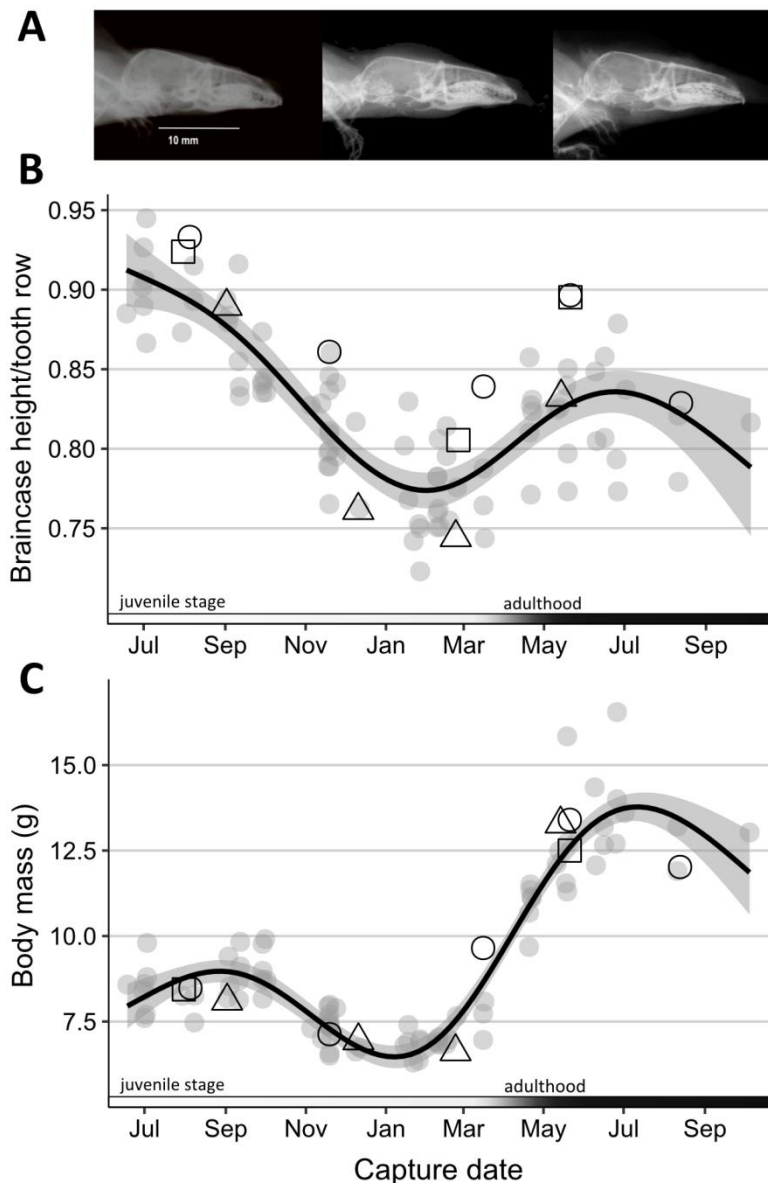 A
10 mm
B
Braincase height/tooth row
0.95
0.90
0.85
0.80
0.75
juvenile stage adulthood
Jul Sep Nov Jan Mar May Jul Sep
C
Body mass (g)
15.0
12.5
10.0
7.5
juvenile stage adulthood
Jul Sep Nov Jan Mar May Jul Sep
Capture date